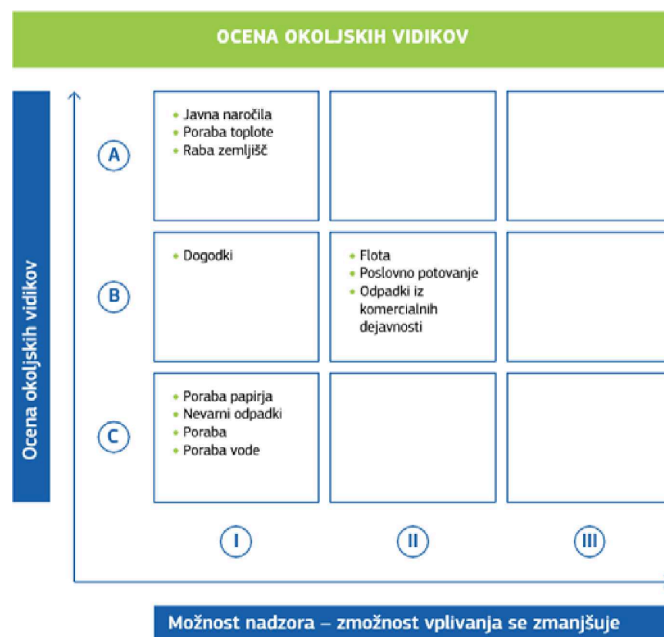 OCENA OKOLJSKIH VIDIKOV
Ocena okoljskih vidikov
A
• Javna naročila
• Poraba toplote
• Raba zemljišč
B
• Dogodki
• Flota
• Poslovno potovanje
• Odpadki iz
komercialnih
dejavnosti
C
• Poraba papirja
• Nevarni odpadki
• Poraba
• Poraba vode
I
II
III
Možnost nadzora – zmožnost vplivanja se zmanjšuje